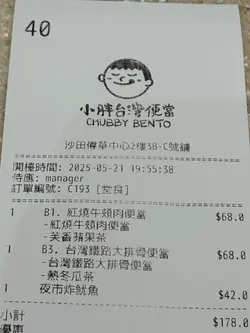 40
小胖台灣便當
CHUBBY BENTO
沙田偉華中心2樓38-C號舖
開檯時間: 2025-05-21 19:55:38
侍應: manager
訂單編號: C193 [堂食]
1 B1. 紅燒牛頰肉便當 $68.0
-紅燒牛頰肉便當
-芙蓉蘋果茶
1 B3. 台灣鐵路大排骨便當 $68.0
-台灣鐵路大排骨便當
-熱冬瓜茶
1 夜市炸魷魚 $42.0
小計 $178.0